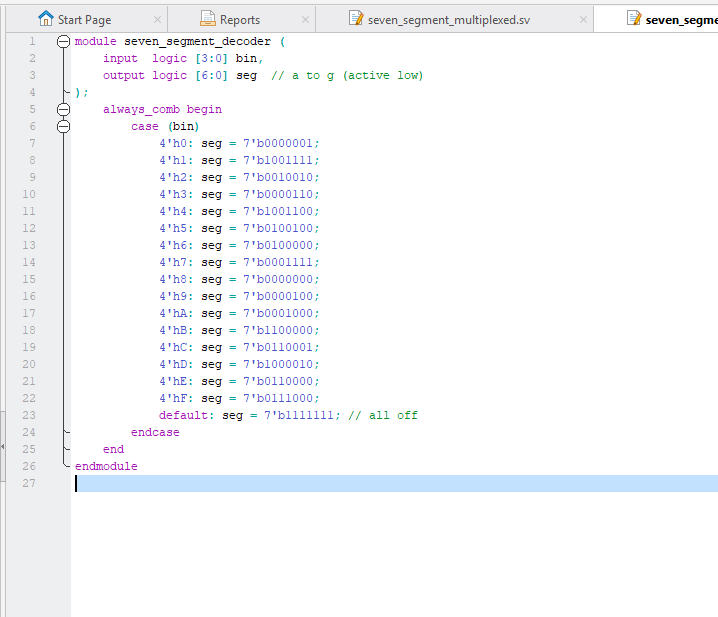 Start Page Reports seven_segment_multiplexed.sv seven_segme
1 module seven_segment_decoder (
2     input  logic [3:0] bin,
3     output logic [6:0] seg  // a to g (active low)
4 );
5     always_comb begin
6         case (bin)
7             4'h0: seg = 7'b0000001;
8             4'h1: seg = 7'b1001111;
9             4'h2: seg = 7'b0010010;
10             4'h3: seg = 7'b0000110;
11             4'h4: seg = 7'b1001100;
12             4'h5: seg = 7'b0100100;
13             4'h6: seg = 7'b0100000;
14             4'h7: seg = 7'b0001111;
15             4'h8: seg = 7'b0000000;
16             4'h9: seg = 7'b0000100;
17             4'hA: seg = 7'b0001000;
18             4'hB: seg = 7'b1100000;
19             4'hC: seg = 7'b0110001;
20             4'hD: seg = 7'b1000010;
21             4'hE: seg = 7'b0110000;
22             4'hF: seg = 7'b0111000;
23             default: seg = 7'b1111111; // all off
24         endcase
25     end
26 endmodule
27